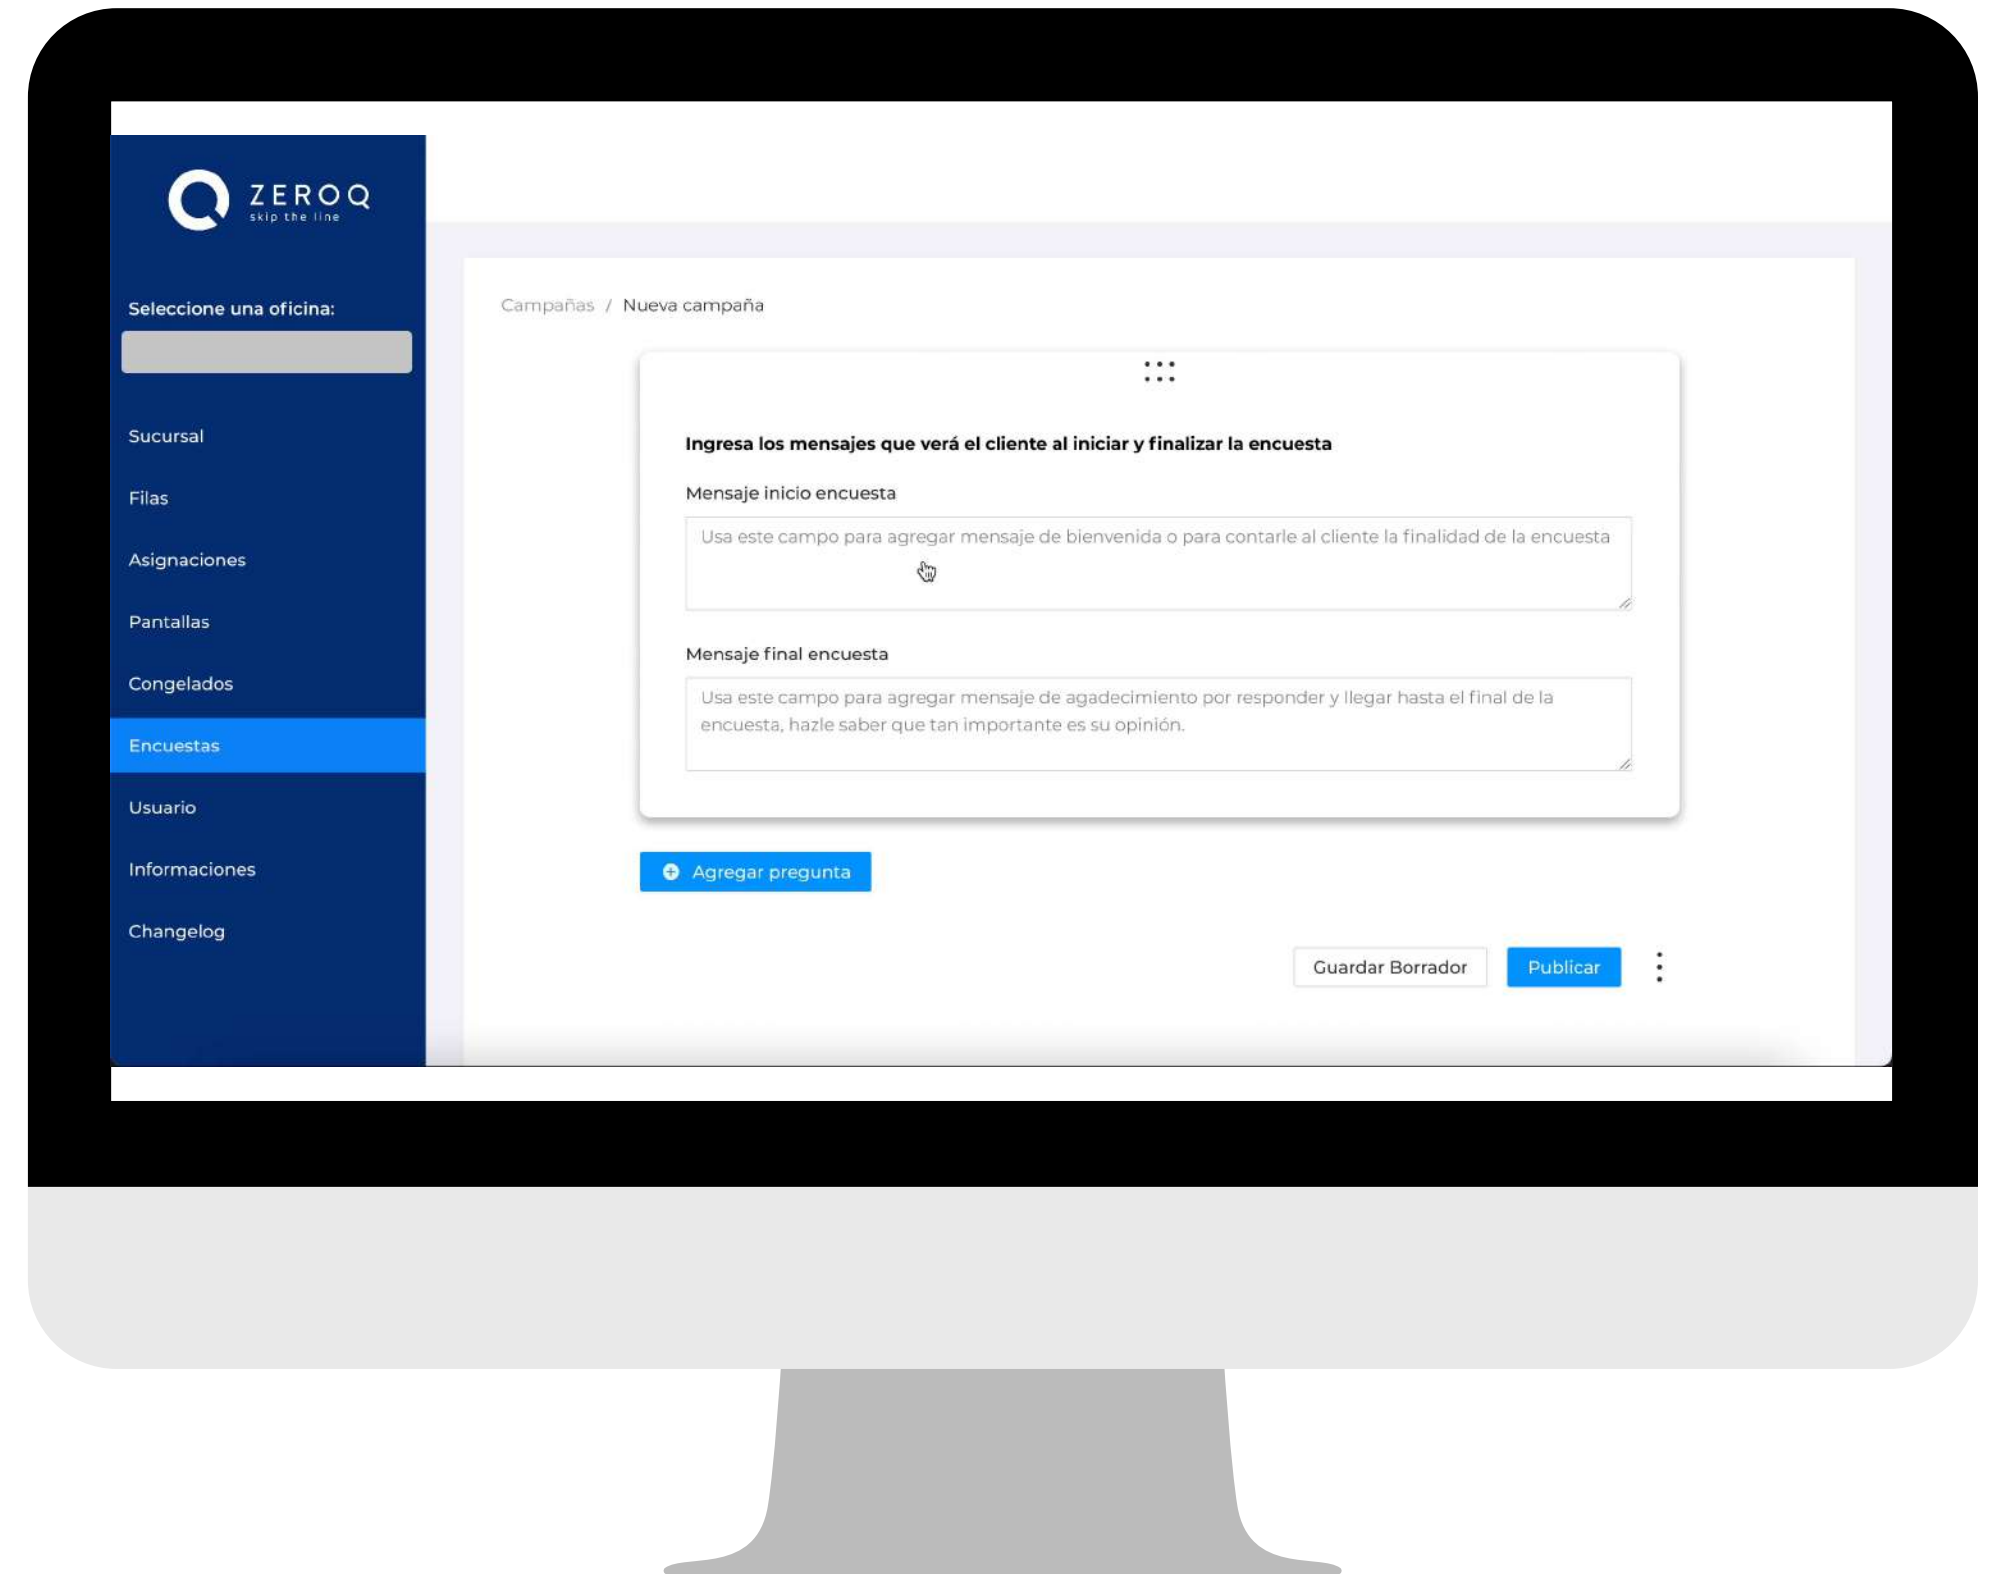 ZEROQ
skip the line
Seleccione una oficina:
Sucursal
Filas
Asignaciones
Pantallas
Congelados
Encuestas
Usuario
Informaciones
Changelog
Campañas / Nueva campaña
Ingresa los mensajes que verá el cliente al iniciar y finalizar la encuesta
Mensaje inicio encuesta
Usa este campo para agregar mensaje de bienvenida o para contarle al cliente la finalidad de la encuesta
Mensaje final encuesta
Usa este campo para agregar mensaje de agadecimiento por responder y llegar hasta el final de la
encuesta, hazle saber que tan importante es su opinión.
Agregar pregunta
Guardar Borrador
Publicar